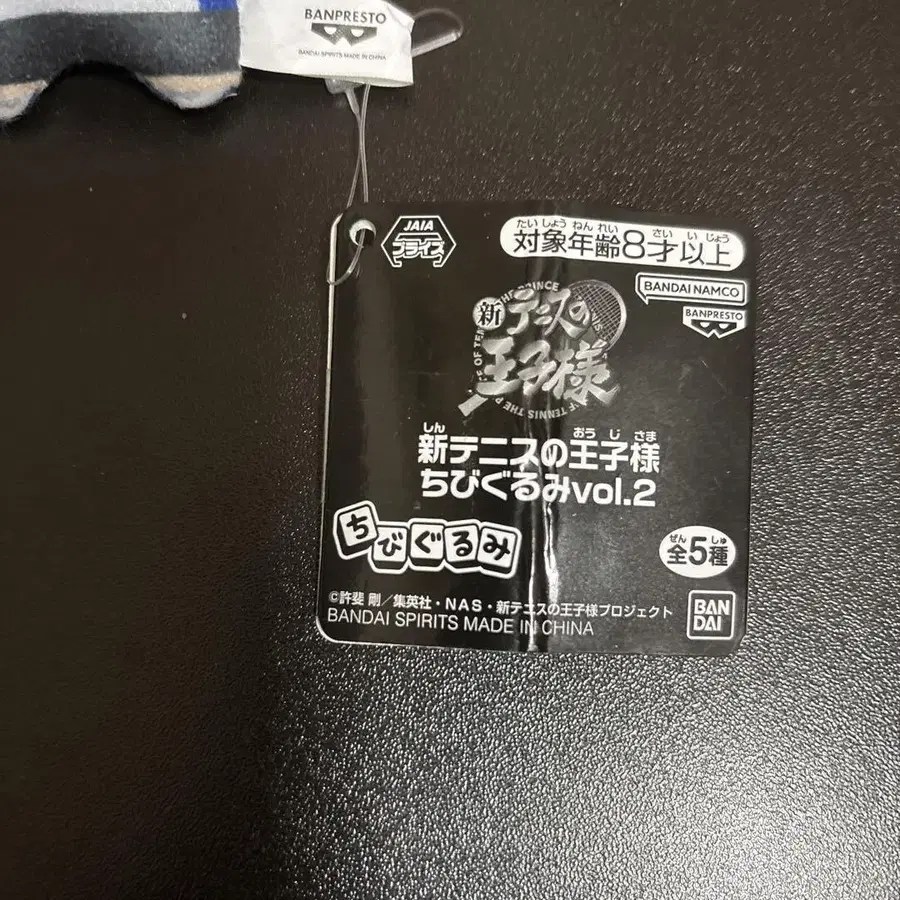 BANPRESTO
BANDAI SPIRITS MADE IN CHINA
JAIA
プライズ
たいしょうねんれい さいいじょう
対象年齢8才以上
BANDAI NAMCO
BANPRESTO
新テニスの
王子様
しん おうじさま
新テニスの王子様
ちびぐるみvol.2
ちびぐるみ
ぜん しゅ
全5種
©許斐 剛/集英社・NAS・新テニスの王子様プロジェクト
BANDAI SPIRITS MADE IN CHINA
BAN
DAI